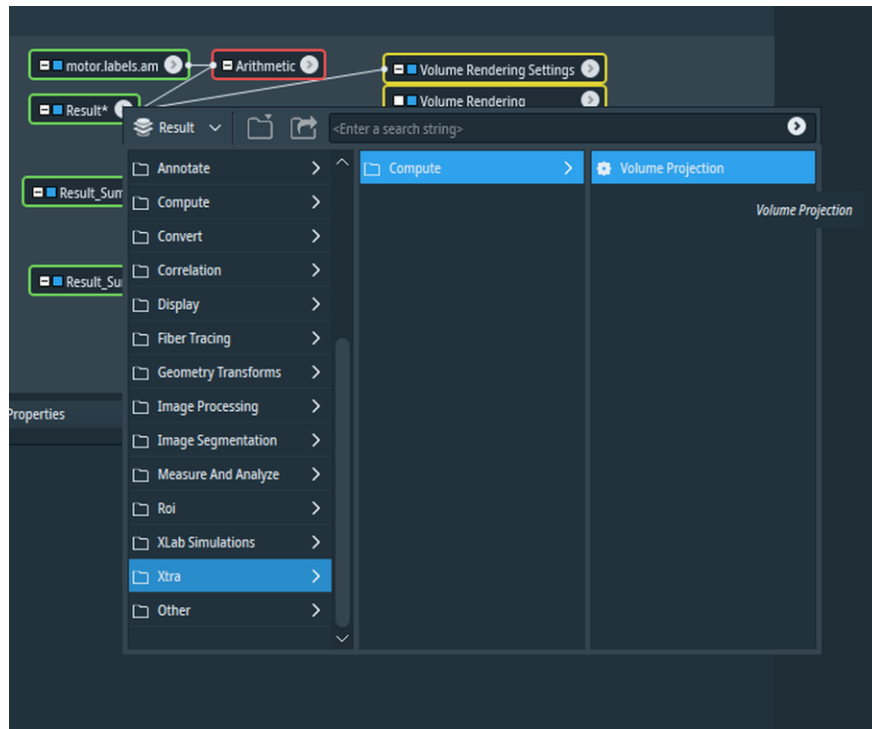 motor.labels.am
Arithmetic
Volume Rendering Settings
Result*
Volume Rendering
Result
<Enter a search string>
Annotate
Compute
Volume Projection
Compute
Result_Sum
Volume Projection
Convert
Correlation
Result_Su
Display
Fiber Tracing
Geometry Transforms
Image Processing
Properties
Image Segmentation
Measure And Analyze
Roi
XLab Simulations
Xtra
Other